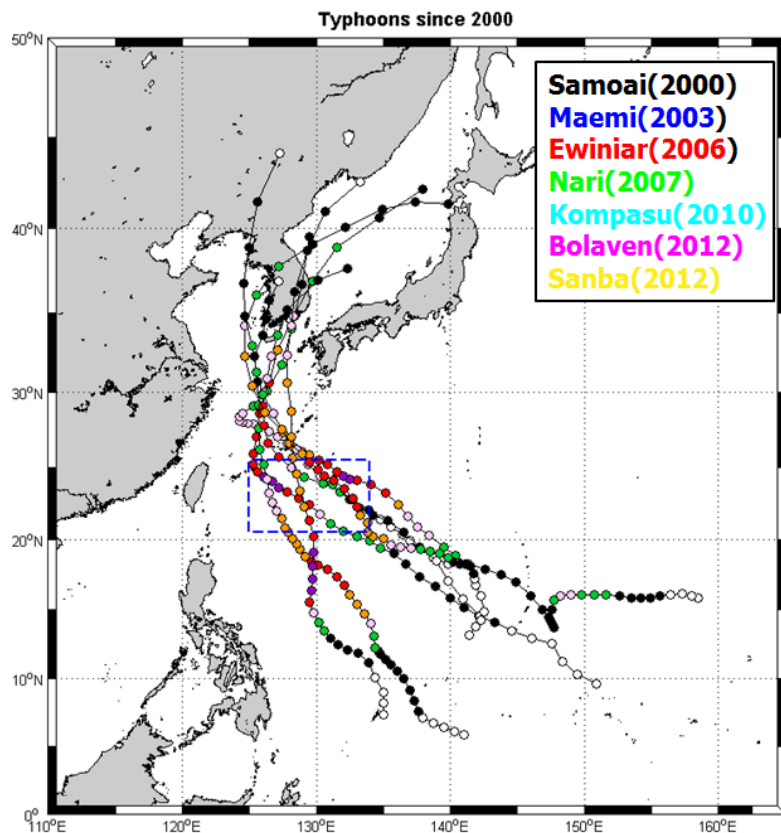 Typhoons since 2000
50°N
Samoai(2000)
Maemi(2003)
Ewiniar(2006)
Nari(2007)
Kompasu(2010)
Bolaven(2012)
Sanba(2012)
40°N
30°N
20°N
10°N
0°
110°E 120°E 130°E 140°E 150°E 160°E